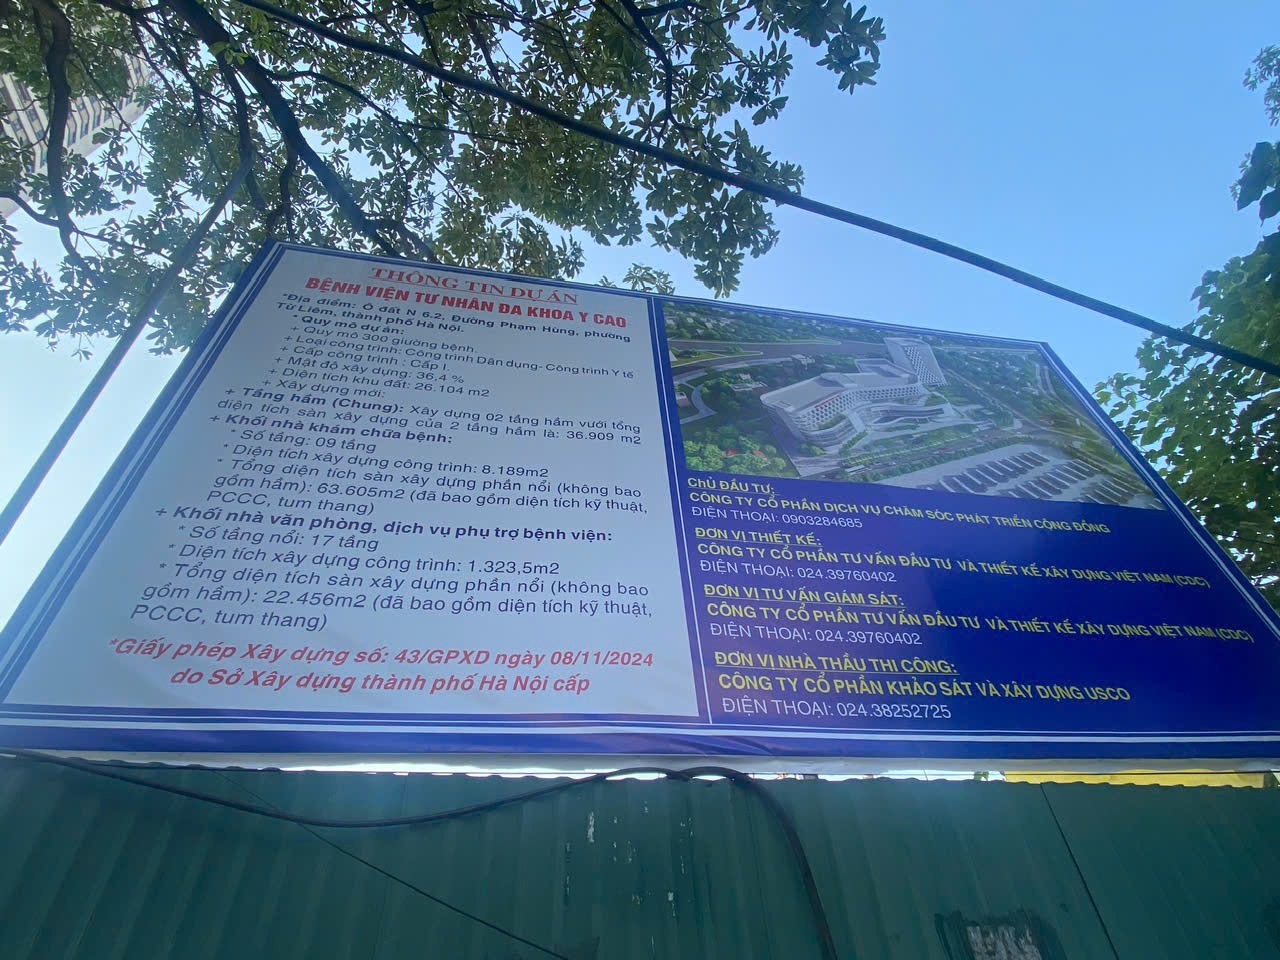 THÔNG TIN DỰ ÁN
BỆNH VIỆN TƯ NHÂN ĐA KHOA Y CAO
*Địa điểm: Ô đất N 6.2, Đường Phạm Hùng, phường
Từ Liêm, thành phố Hà Nội.
* Quy mô dự án:
+ Quy mô 300 giường bệnh
+ Loại công trình: Công trình Dân dụng- Công trình Y tế
+ Cấp công trình : Cấp I
+ Mật độ xây dựng: 36.4 %
+ Diện tích khu đất: 26.104 m2
+ Xây dựng mới:
+ Tầng hầm (Chung): Xây dựng 02 tầng hầm vưới tổng
diện tích sàn xây dựng của 2 tầng hầm là: 36.909 m2
+ Khối nhà khám chữa bệnh:
* Số tầng: 09 tầng
* Diện tích xây dựng công trình: 8.189m2
* Tổng diện tích sàn xây dựng phần nổi (không bao
gồm hầm): 63.605m2 (đã bao gồm diện tích kỹ thuật,
PCCC, tum thang)
+ Khối nhà văn phòng, dịch vụ phụ trợ bệnh viện:
* Số tầng nổi: 17 tầng
* Diện tích xây dựng công trình: 1.323,5m2
* Tổng diện tích sàn xây dựng phần nổi (không bao
gồm hầm): 22.456m2 (đã bao gồm diện tích kỹ thuật,
PCCC, tum thang)
*Giấy phép Xây dựng số: 43/GPXD ngày 08/11/2024
do Sở Xây dựng thành phố Hà Nội cấp
CHỦ ĐẦU TƯ:
CÔNG TY CỔ PHẦN DỊCH VỤ CHĂM SÓC PHÁT TRIỂN CỘNG ĐỒNG
ĐIỆN THOẠI: 0903284685
ĐƠN VỊ THIẾT KẾ:
CÔNG TY CỔ PHẦN TƯ VẤN ĐẦU TƯ VÀ THIẾT KẾ XÂY DỰNG VIỆT NAM (CDC)
ĐIỆN THOẠI: 024.39760402
ĐƠN VỊ TƯ VẤN GIÁM SÁT:
CÔNG TY CỔ PHẦN TƯ VẤN ĐẦU TƯ VÀ THIẾT KẾ XÂY DỰNG VIỆT NAM (CDC)
ĐIỆN THOẠI: 024.39760402
ĐƠN VỊ NHÀ THẦU THI CÔNG:
CÔNG TY CỔ PHẦN KHẢO SÁT VÀ XÂY DỰNG USCO
ĐIỆN THOẠI: 024.38252725